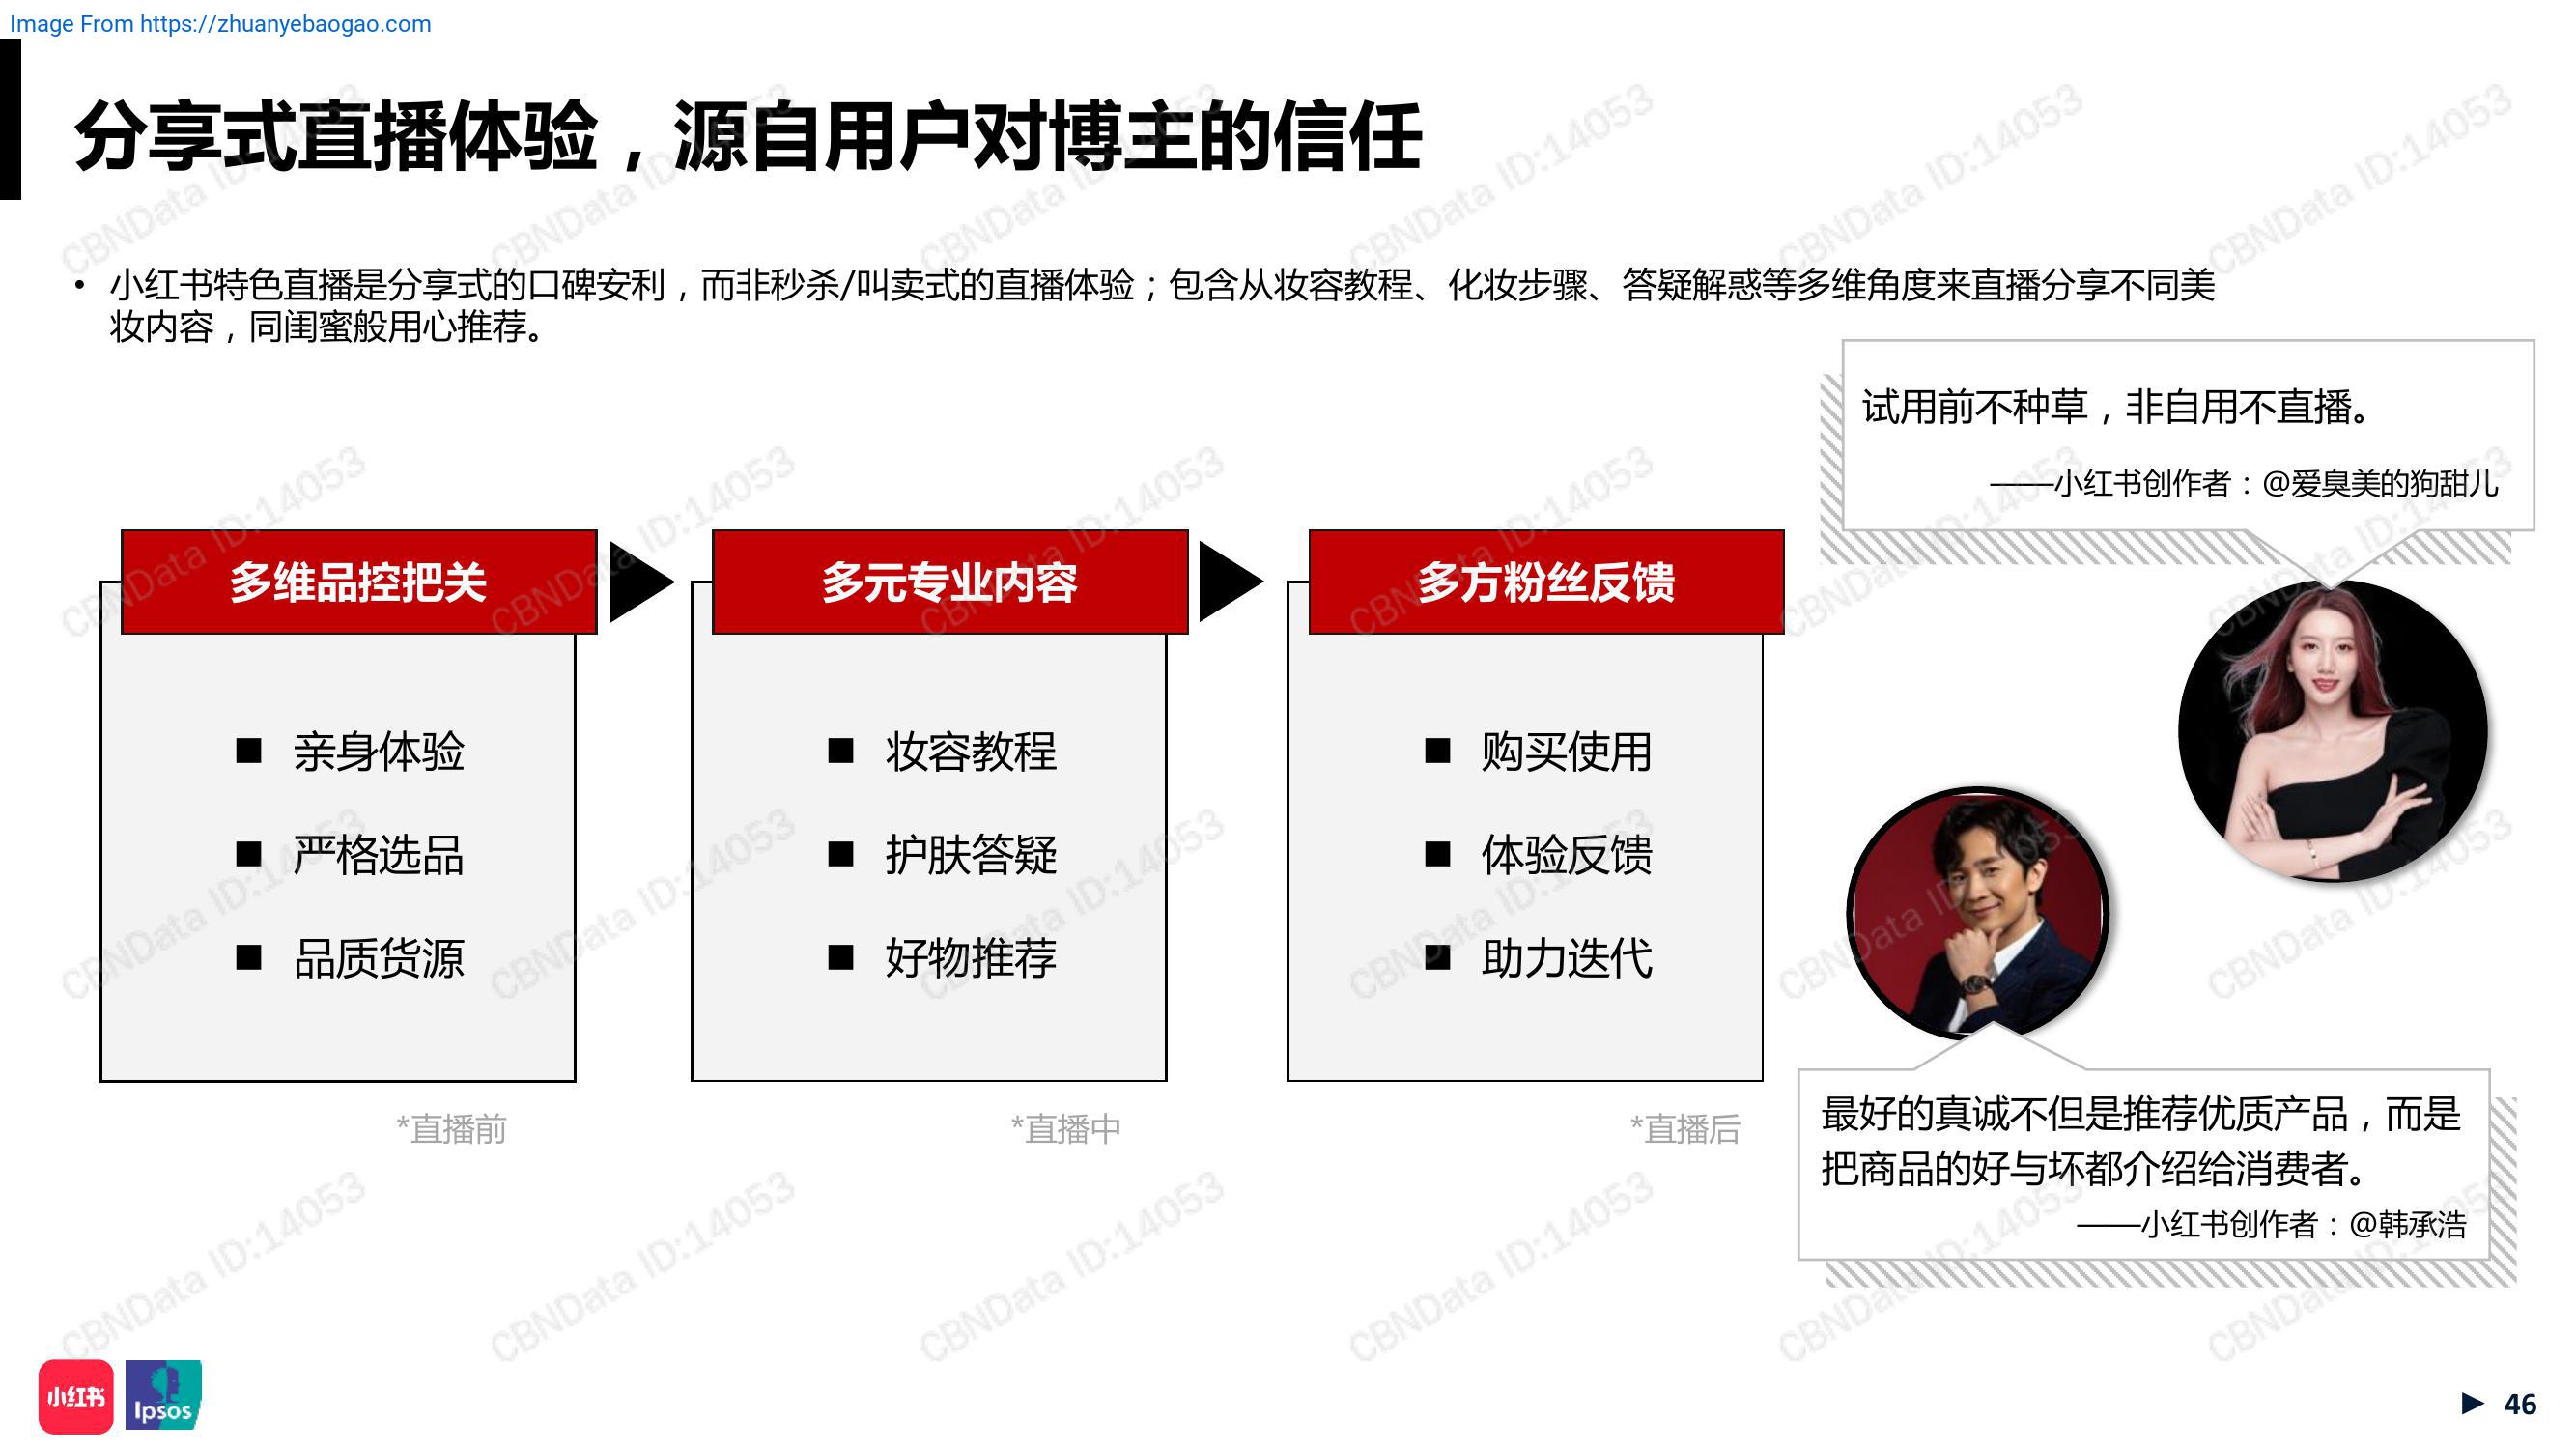 Image From https://zhuanyebaogao.com
分享式直播体验，源自用户对博主的信任
• 小红书特色直播是分享式的口碑安利，而非秒杀/叫卖式的直播体验；包含从妆容教程、化妆步骤、答疑解惑等多维角度来直播分享不同美
妆内容，同闺蜜般用心推荐。
试用前不种草，非自用不直播。
——小红书创作者：@爱臭美的狗甜儿
多维品控把关
■ 亲身体验
■ 严格选品
■ 品质货源
*直播前
多元专业内容
■ 妆容教程
■ 护肤答疑
■ 好物推荐
*直播中
多方粉丝反馈
■ 购买使用
■ 体验反馈
■ 助力迭代
*直播后
最好的真诚不但是推荐优质产品，而是
把商品的好与坏都介绍给消费者。
——小红书创作者：@韩承浩
小红书
Ipsos
46
CBNData ID:14053